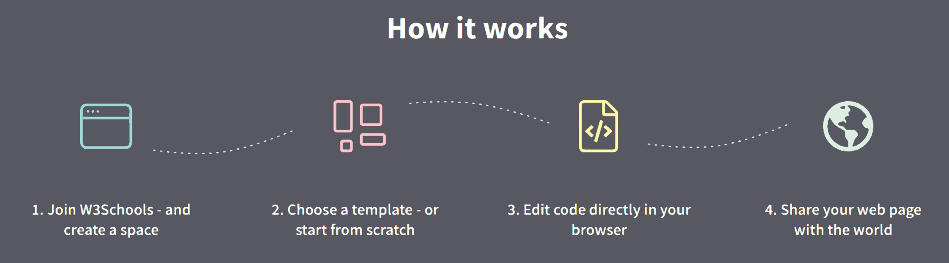 How it works
1. Join W3Schools - and
create a space
2. Choose a template - or
start from scratch
3. Edit code directly in your
browser
4. Share your web page
with the world